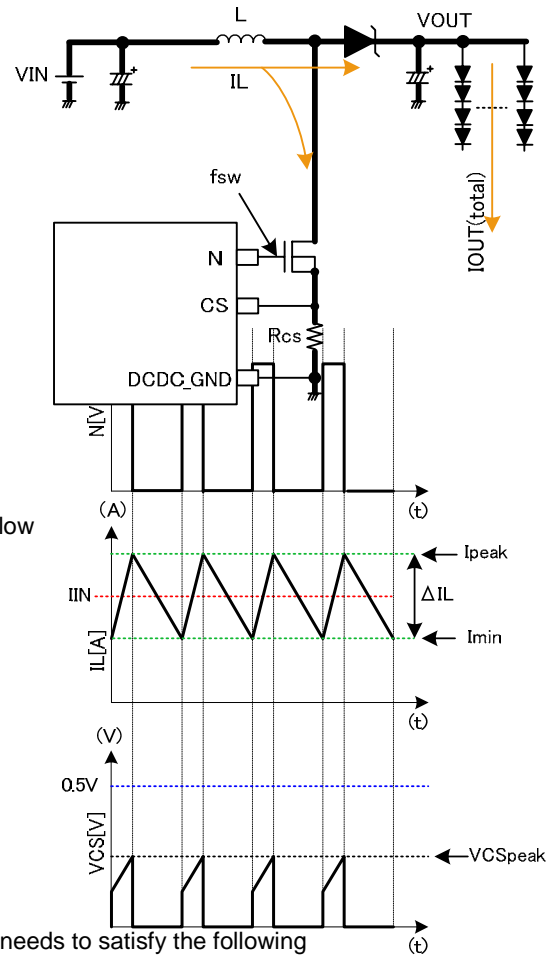 L
VOUT
VIN
+
+
IL
fsw
IOUT(total)
N
CS
Rcs
DCDC_GND
N[V
(t)
(A)
low
Ipeak
IIN
ΔIL
Imin
IL[A]
(t)
(V)
0.5V
VCS[V]
VCSpeak
needs to satisfy the following
(t)